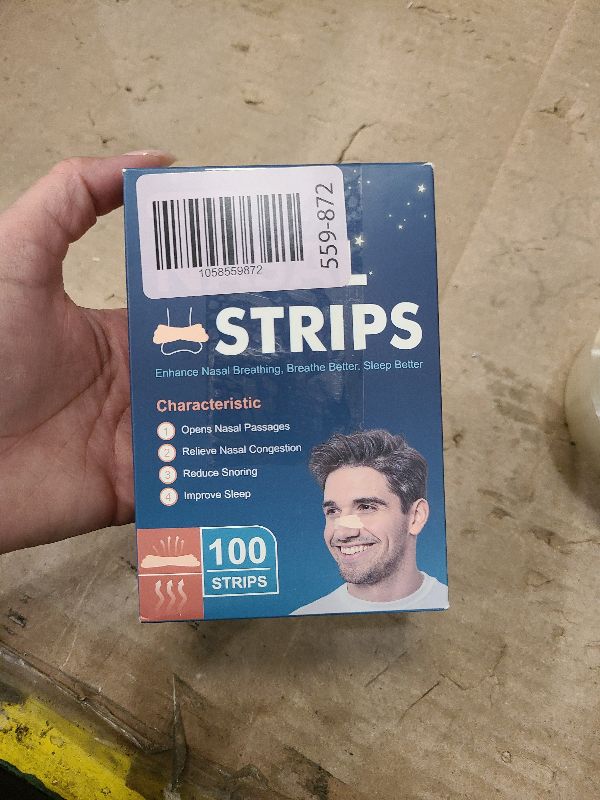 1058559872
559-872
STRIPS
Enhance Nasal Breathing, Breathe Better. Sleep Better
Characteristic
1 Opens Nasal Passages
2 Relieve Nasal Congestion
3 Reduce Snoring
4 Improve Sleep
100
STRIPS